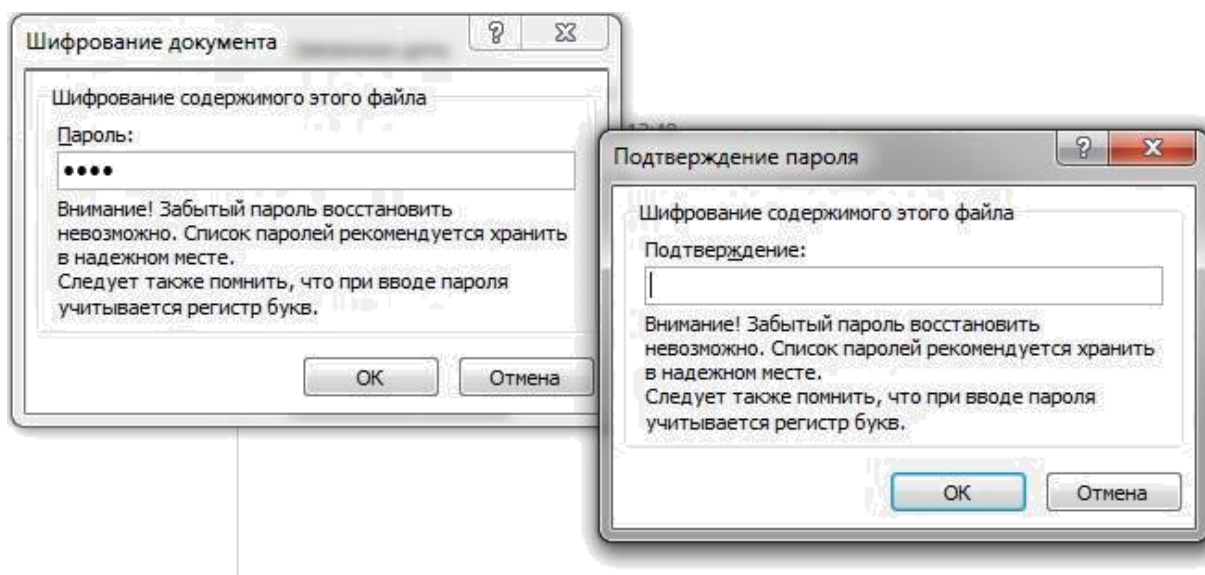 Шифрование документа
Шифрование содержимого этого файла
Пароль:
••••
Внимание! Забытый пароль восстановить
невозможно. Список паролей рекомендуется хранить
в надежном месте.
Следует также помнить, что при вводе пароля
учитывается регистр букв.
ОК
Отмена
Подтверждение пароля
Шифрование содержимого этого файла
Подтверждение:
Внимание! Забытый пароль восстановить
невозможно. Список паролей рекомендуется хранить
в надежном месте.
Следует также помнить, что при вводе пароля
учитывается регистр букв.
ОК
Отмена